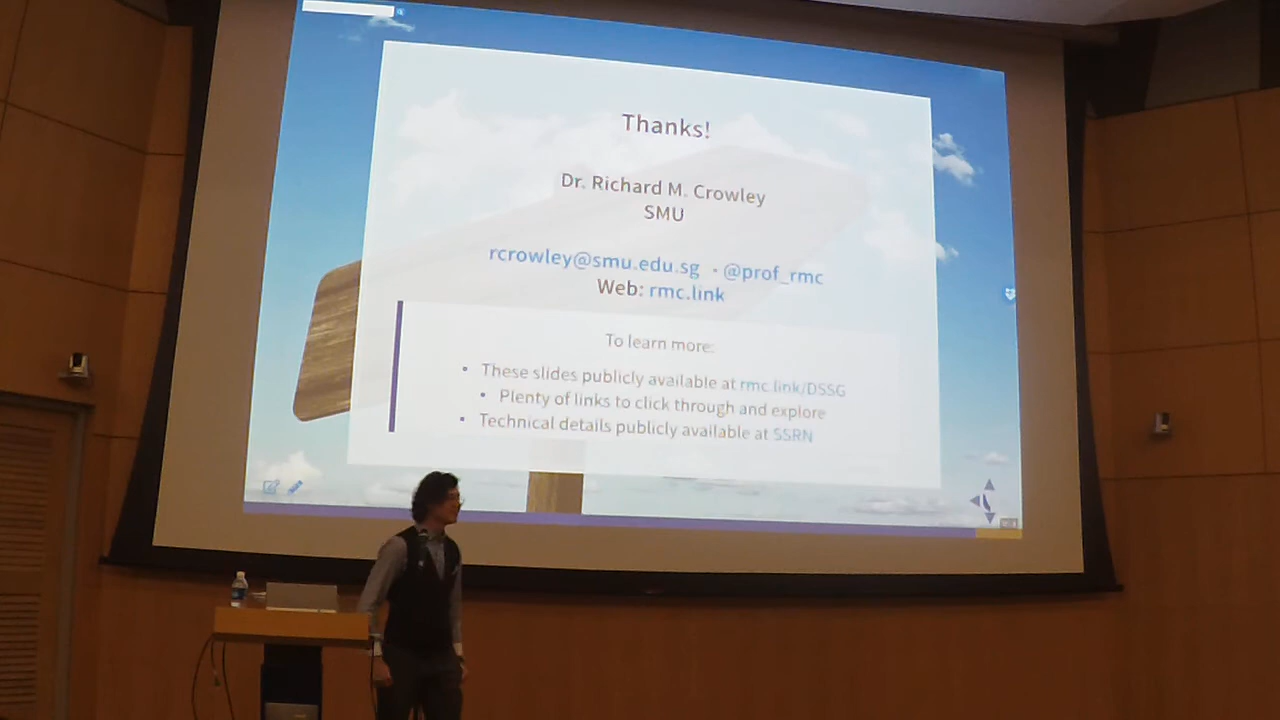 Thanks!
Dr. Richard M. Crowley
SMU
rcrowley@smu.edu.sg · @prof_rmc
Web: rmc.link
To learn more:
• These slides publicly available at rmc.link/DSSG
• Plenty of links to click through and explore
• Technical details publicly available at SSRN